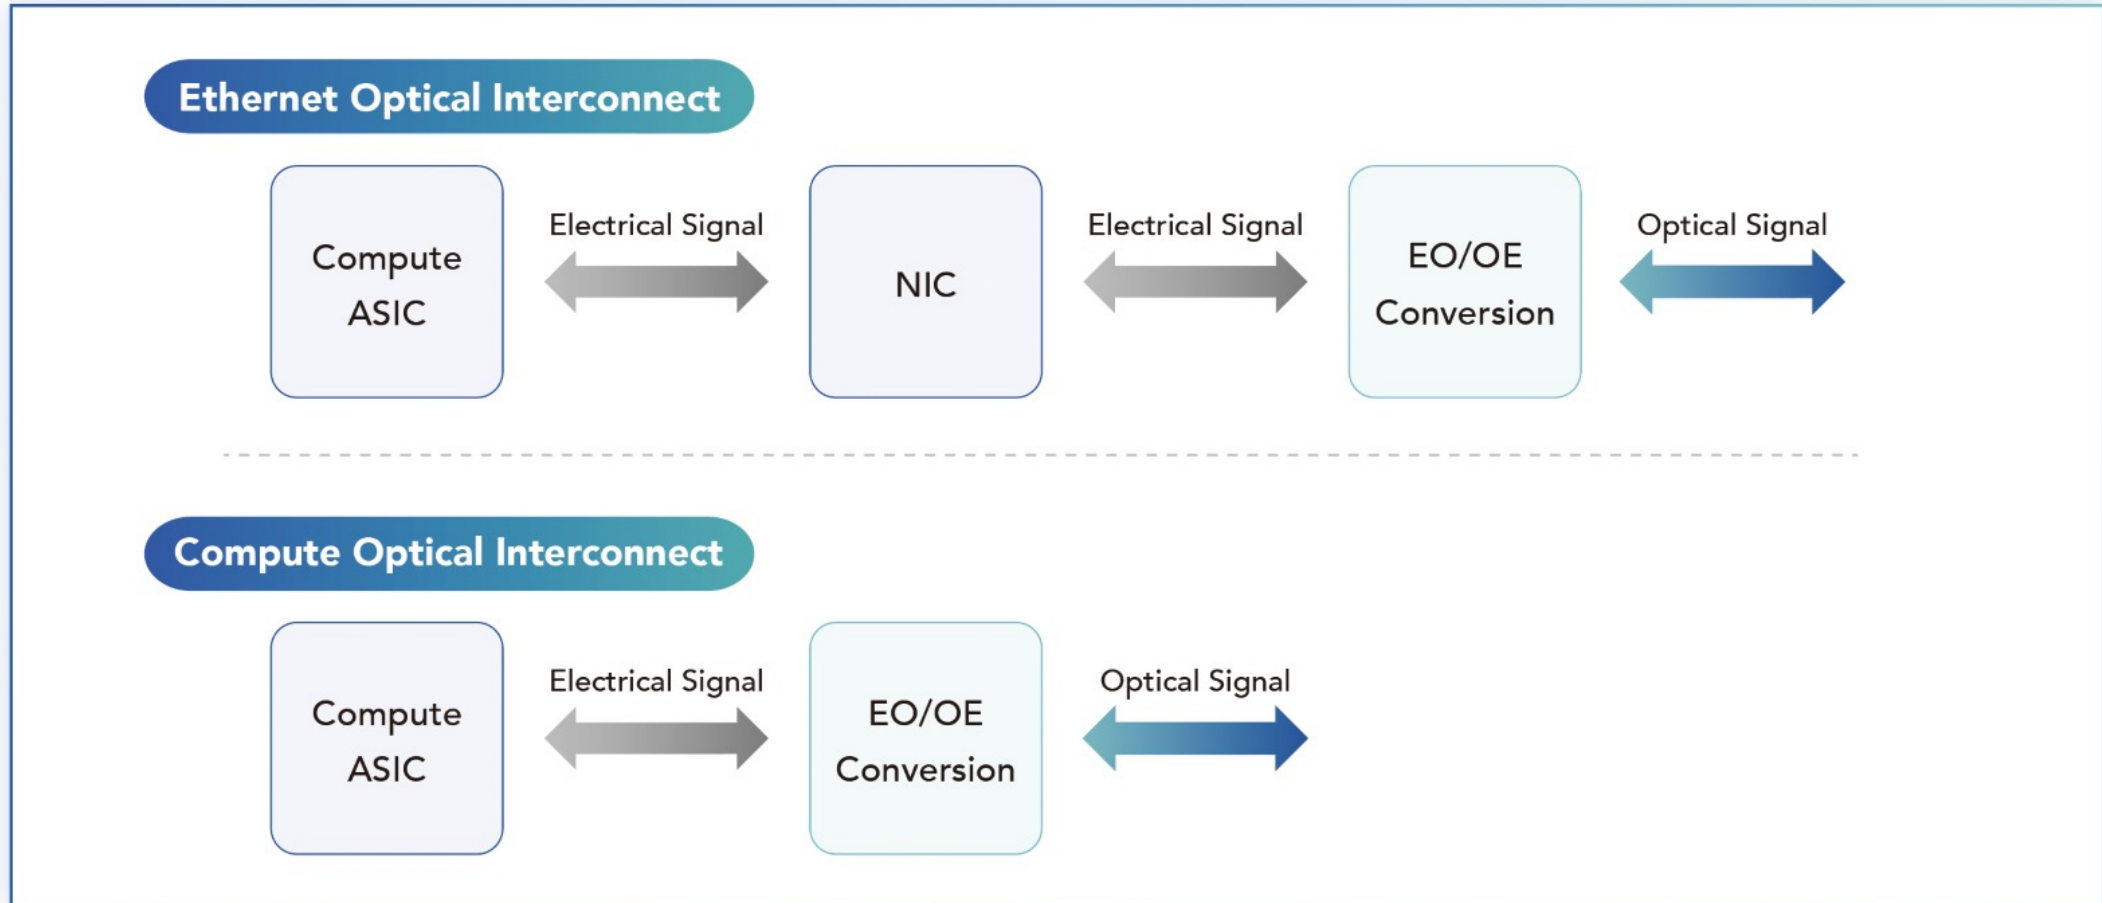 Ethernet Optical Interconnect
Compute
ASIC
Electrical Signal
NIC
Electrical Signal
EO/OE
Conversion
Optical Signal
Compute Optical Interconnect
Compute
ASIC
Electrical Signal
EO/OE
Conversion
Optical Signal